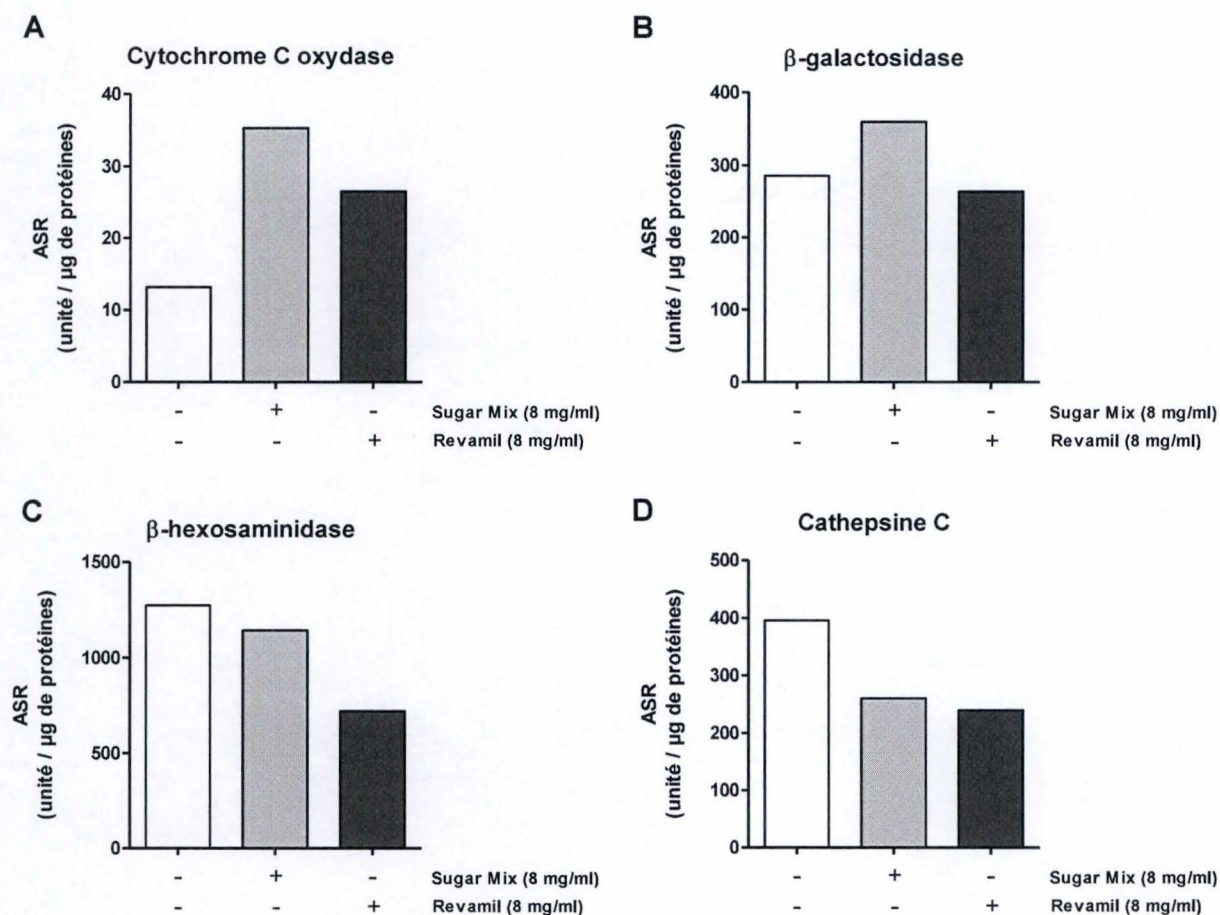 A
Cytochrome C oxydase
ASR
(unité / µg de protéines)
40
30
20
10
0
- + - Sugar Mix (8 mg/ml)
- - + Revamil (8 mg/ml)
B
β-galactosidase
ASR
(unité / µg de protéines)
400
300
200
100
0
- + - Sugar Mix (8 mg/ml)
- - + Revamil (8 mg/ml)
C
β-hexosaminidase
ASR
(unité / µg de protéines)
1500
1000
500
0
- + - Sugar Mix (8 mg/ml)
- - + Revamil (8 mg/ml)
D
Cathepsine C
ASR
(unité / µg de protéines)
500
400
300
200
100
0
- + - Sugar Mix (8 mg/ml)
- - + Revamil (8 mg/ml)